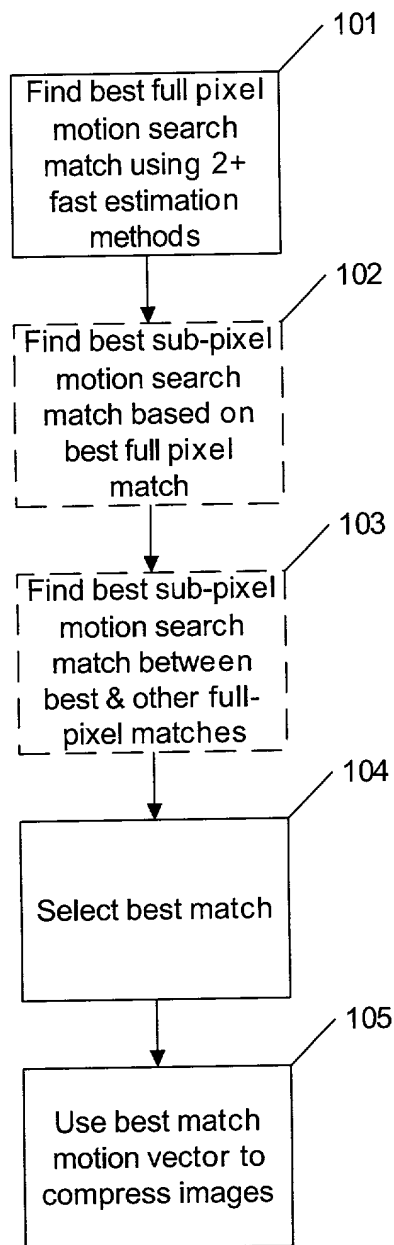 101
Find best full pixel
motion search
match using 2+
fast estimation
methods
102
Find best sub-pixel
motion search
match based on
best full pixel
match
103
Find best sub-pixel
motion search
match between
best & other full-
pixel matches
104
Select best match
105
Use best match
motion vector to
compress images